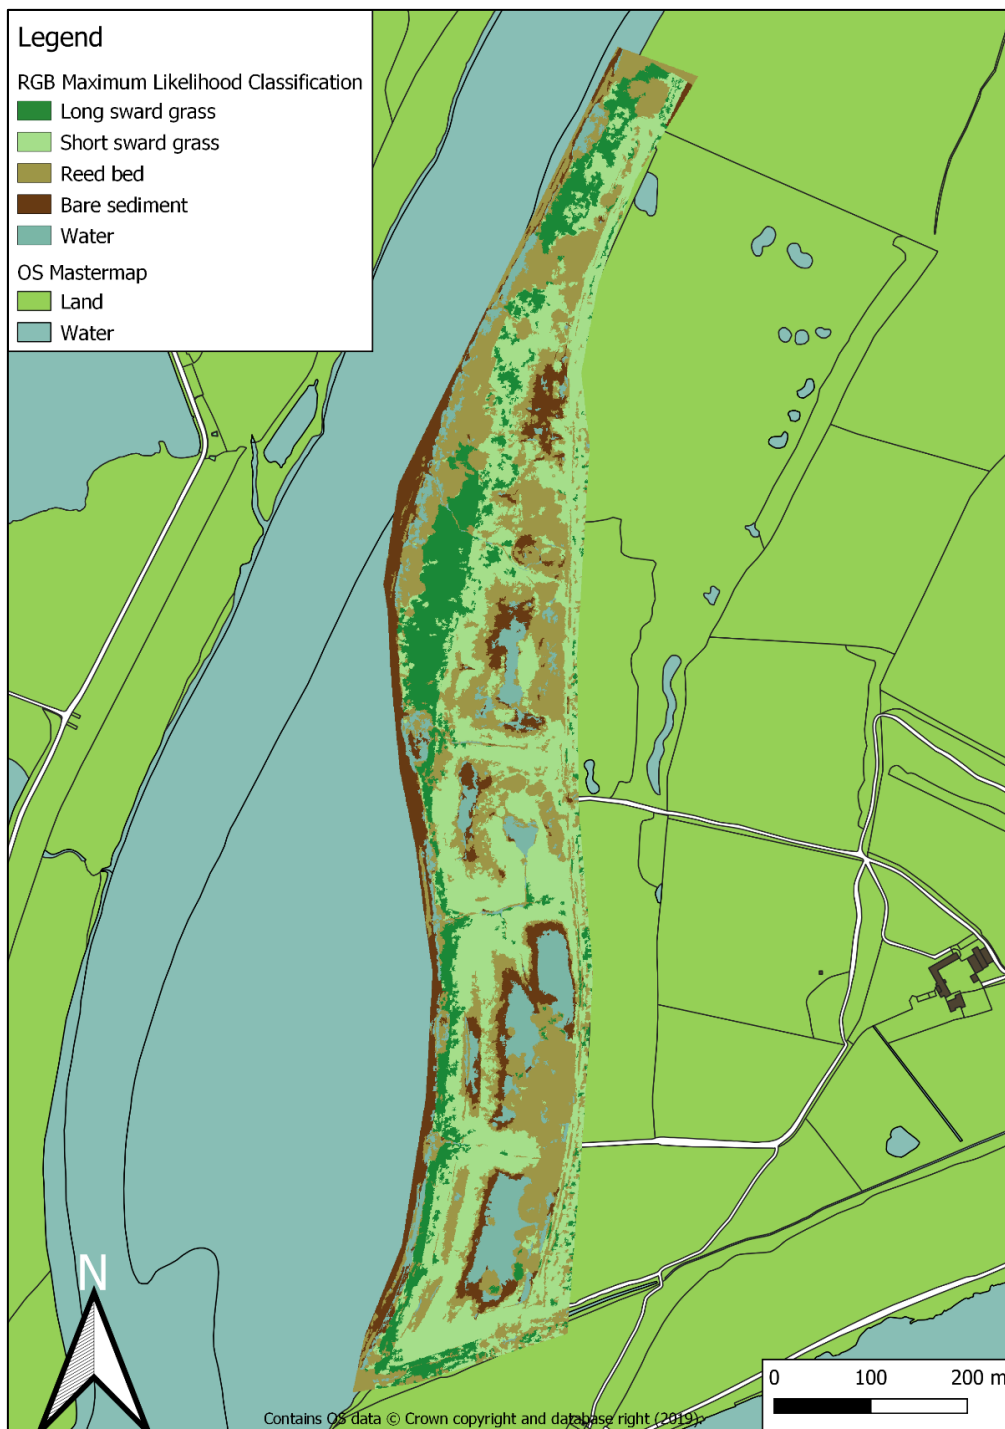 Legend
RGB Maximum Likelihood Classification
Long sward grass
Short sward grass
Reed bed
Bare sediment
Water
OS Mastermap
Land
Water
N
0 100 200 m
Contains OS data © Crown copyright and database right (2019).